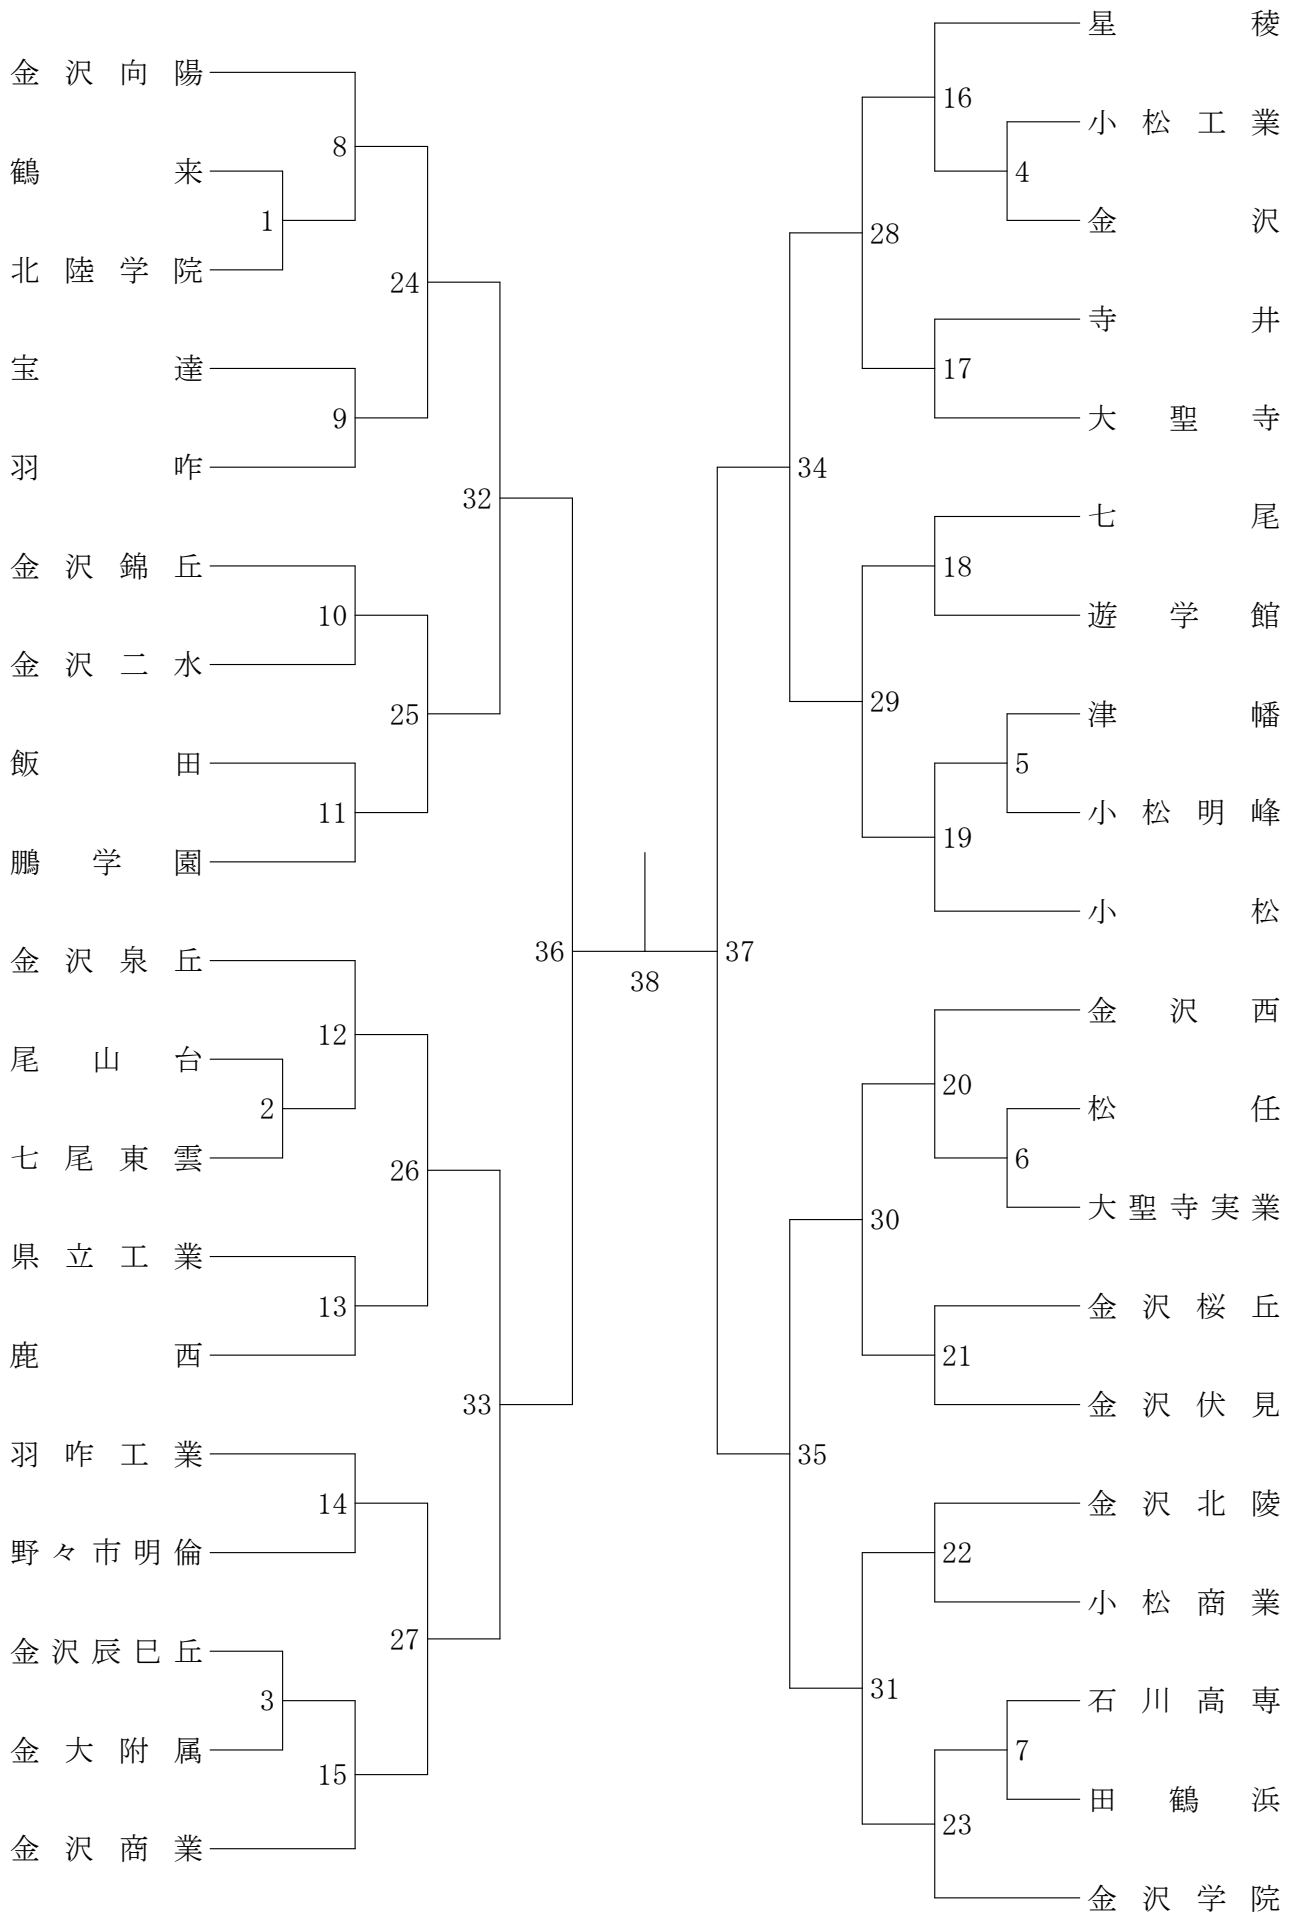 金沢向陽
鶴来
北陸学院
宝達
羽咋
金沢錦丘
金沢二水
飯田
鵬学園
金沢泉丘
尾山台
七尾東雲
県立工業
鹿西
羽咋工業
野々市明倫
金沢辰巳丘
金大附属
金沢商業
1
2
3
8
9
10
11
12
13
14
15
24
25
26
27
32
33
36
38
37
34
35
28
29
30
31
16
17
18
19
20
21
22
23
4
5
6
7
星稜
小松工業
金沢
寺井
大聖寺
七尾
遊学館
津幡
小松明峰
小松
金沢西
松任
大聖寺実業
金沢桜丘
金沢伏見
金沢北陵
小松商業
石川高専
田鶴浜
金沢学院